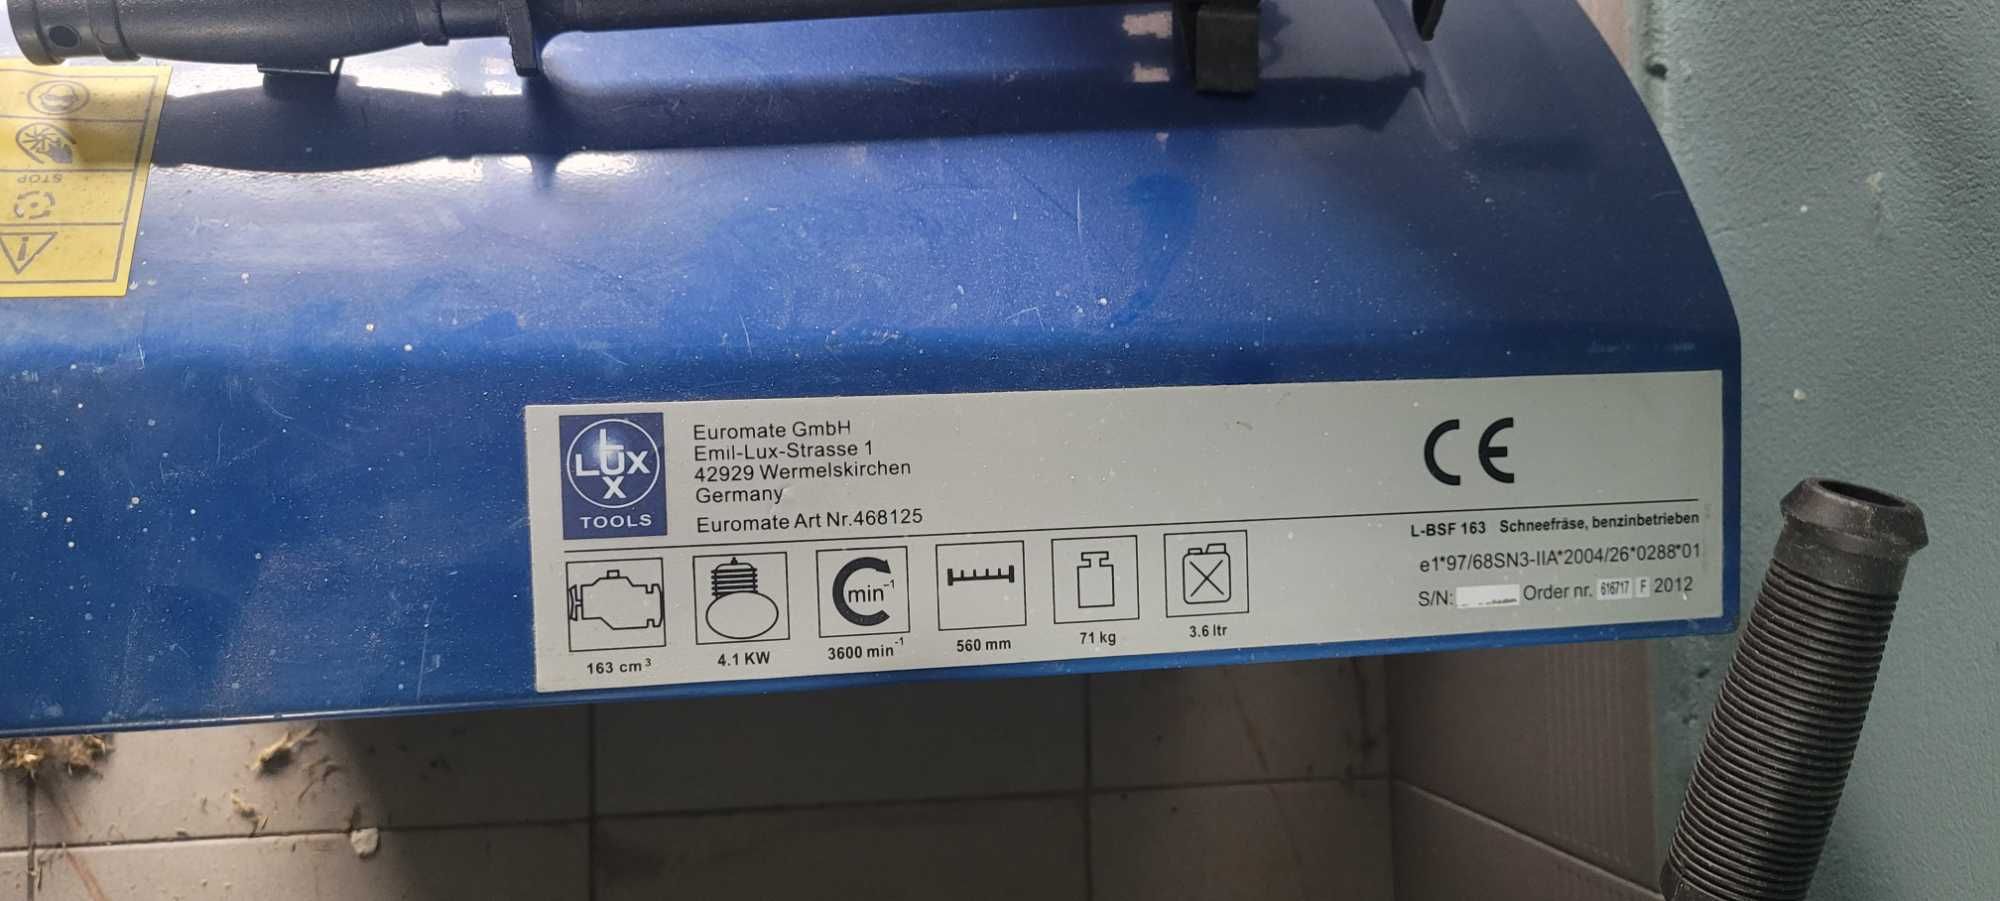 STOP
LUX
TOOLS
Euromate GmbH
Emil-Lux-Strasse 1
42929 Wermelskirchen
Germany
Euromate Art Nr.468125
L-BSF 163 Schneefräse, benzinbetrieben
e1*97/68SN3-IIA*2004/26*0288*01
S/N: Order nr. 616717 F 2012
min-1
163 cm³
4.1 KW
3600 min-1
560 mm
71 kg
3.6 ltr
CE